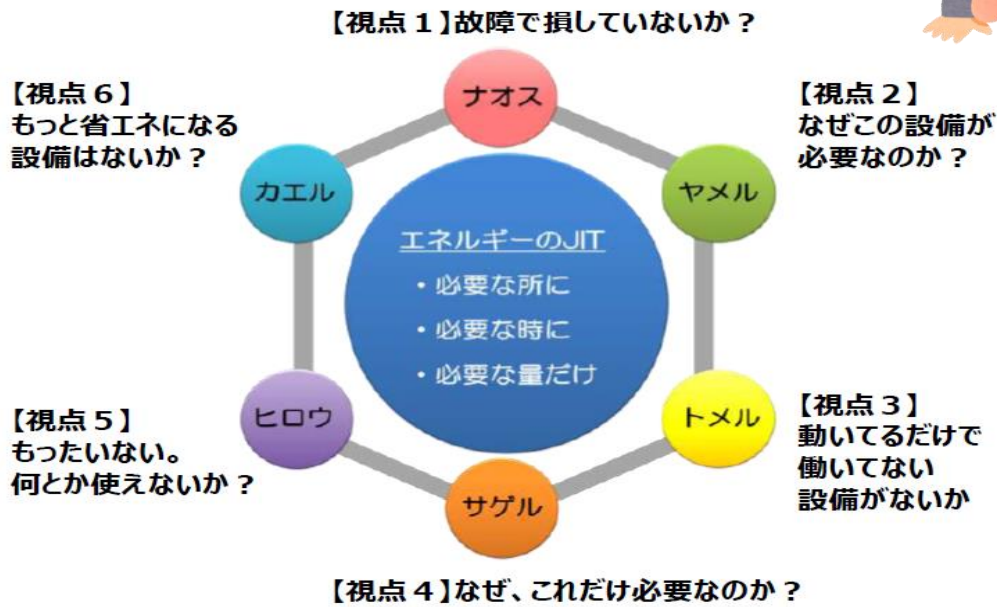 【視点１】故障で損していないか？
ナオス
【視点２】
なぜこの設備が
必要なのか？
ヤメル
【視点３】
動いてるだけで
働いてない
設備がないか
トメル
【視点４】なぜ、これだけ必要なのか？
サゲル
【視点５】
もったいない。
何とか使えないか？
ヒロウ
【視点６】
もっと省エネになる
設備はないか？
カエル
エネルギーのJIT
・必要な所に
・必要な時に
・必要な量だけ